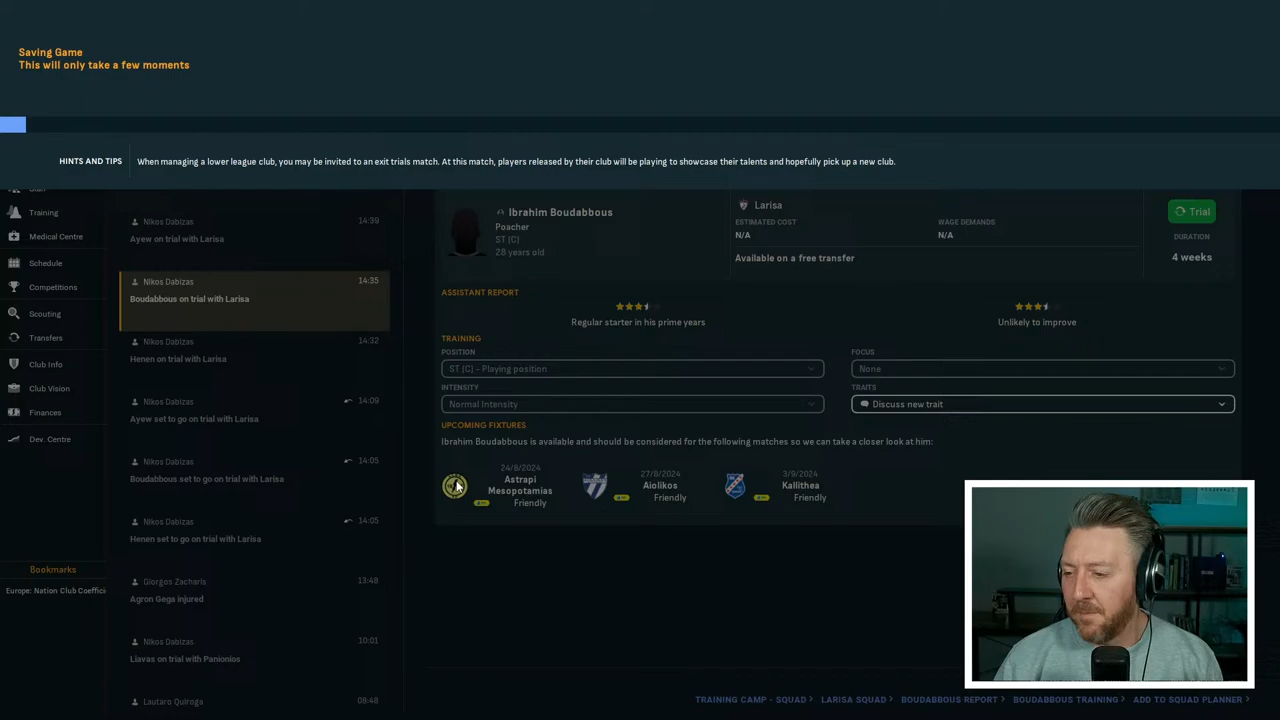 Saving Game
This will only take a few moments
HINTS AND TIPS
When managing a lower league club, you may be invited to an exit trials match. At this match, players released by their club will be playing to showcase their talents and hopefully pick up a new club.
Training
Medical Centre
Schedule
Competitions
Scouting
Transfers
Club Info
Club Vision
Finances
Dev. Centre
Bookmarks
Europe: Nation Club Coeffici
Nikos Dabizas 14:39
Ayew on trial with Larisa
Nikos Dabizas 14:35
Boudabbous on trial with Larisa
Nikos Dabizas 14:32
Henen on trial with Larisa
Nikos Dabizas 14:09
Ayew set to go on trial with Larisa
Nikos Dabizas 14:05
Boudabbous set to go on trial with Larisa
Nikos Dabizas 14:05
Henen set to go on trial with Larisa
Giorgos Zacharis 13:48
Agron Gega injured
Nikos Dabizas 10:01
Liavas on trial with Panionios
Lautaro Quiroga 08:48
Ibrahim Boudabbous
Poacher
ST (C)
28 years old
Larisa
ESTIMATED COST WAGE DEMANDS
N/A N/A
Available on a free transfer
Trial
DURATION
4 weeks
ASSISTANT REPORT
Regular starter in his prime years Unlikely to improve
TRAINING
POSITION FOCUS
ST (C) - Playing position None
INTENSITY TRAITS
Normal Intensity Discuss new trait
UPCOMING FIXTURES
Ibrahim Boudabbous is available and should be considered for the following matches so we can take a closer look at him:
24/8/2024
Astrapi
Mesopotamias
Friendly
27/8/2024
Aiolikos
Friendly
3/9/2024
Kallithea
Friendly
TRAINING CAMP - SQUAD > LARISA SQUAD > BOUDABBOUS REPORT > BOUDABBOUS TRAINING > ADD TO SQUAD PLANNER >